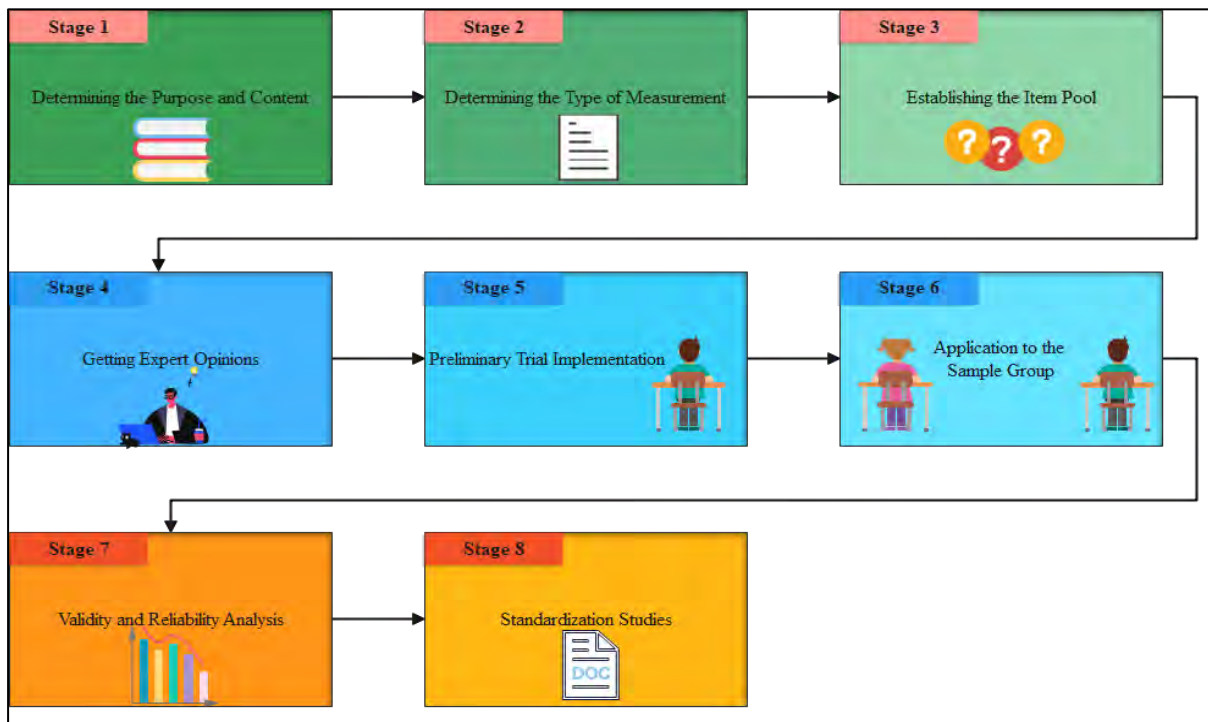 Stage 1
Determining the Purpose and Content
Stage 2
Determining the Type of Measurement
Stage 3
Establishing the Item Pool
? ? ?
Stage 4
Getting Expert Opinions
Stage 5
Preliminary Trial Implementation
Stage 6
Application to the
Sample Group
Stage 7
Validity and Reliability Analysis
Stage 8
Standardization Studies
DOC